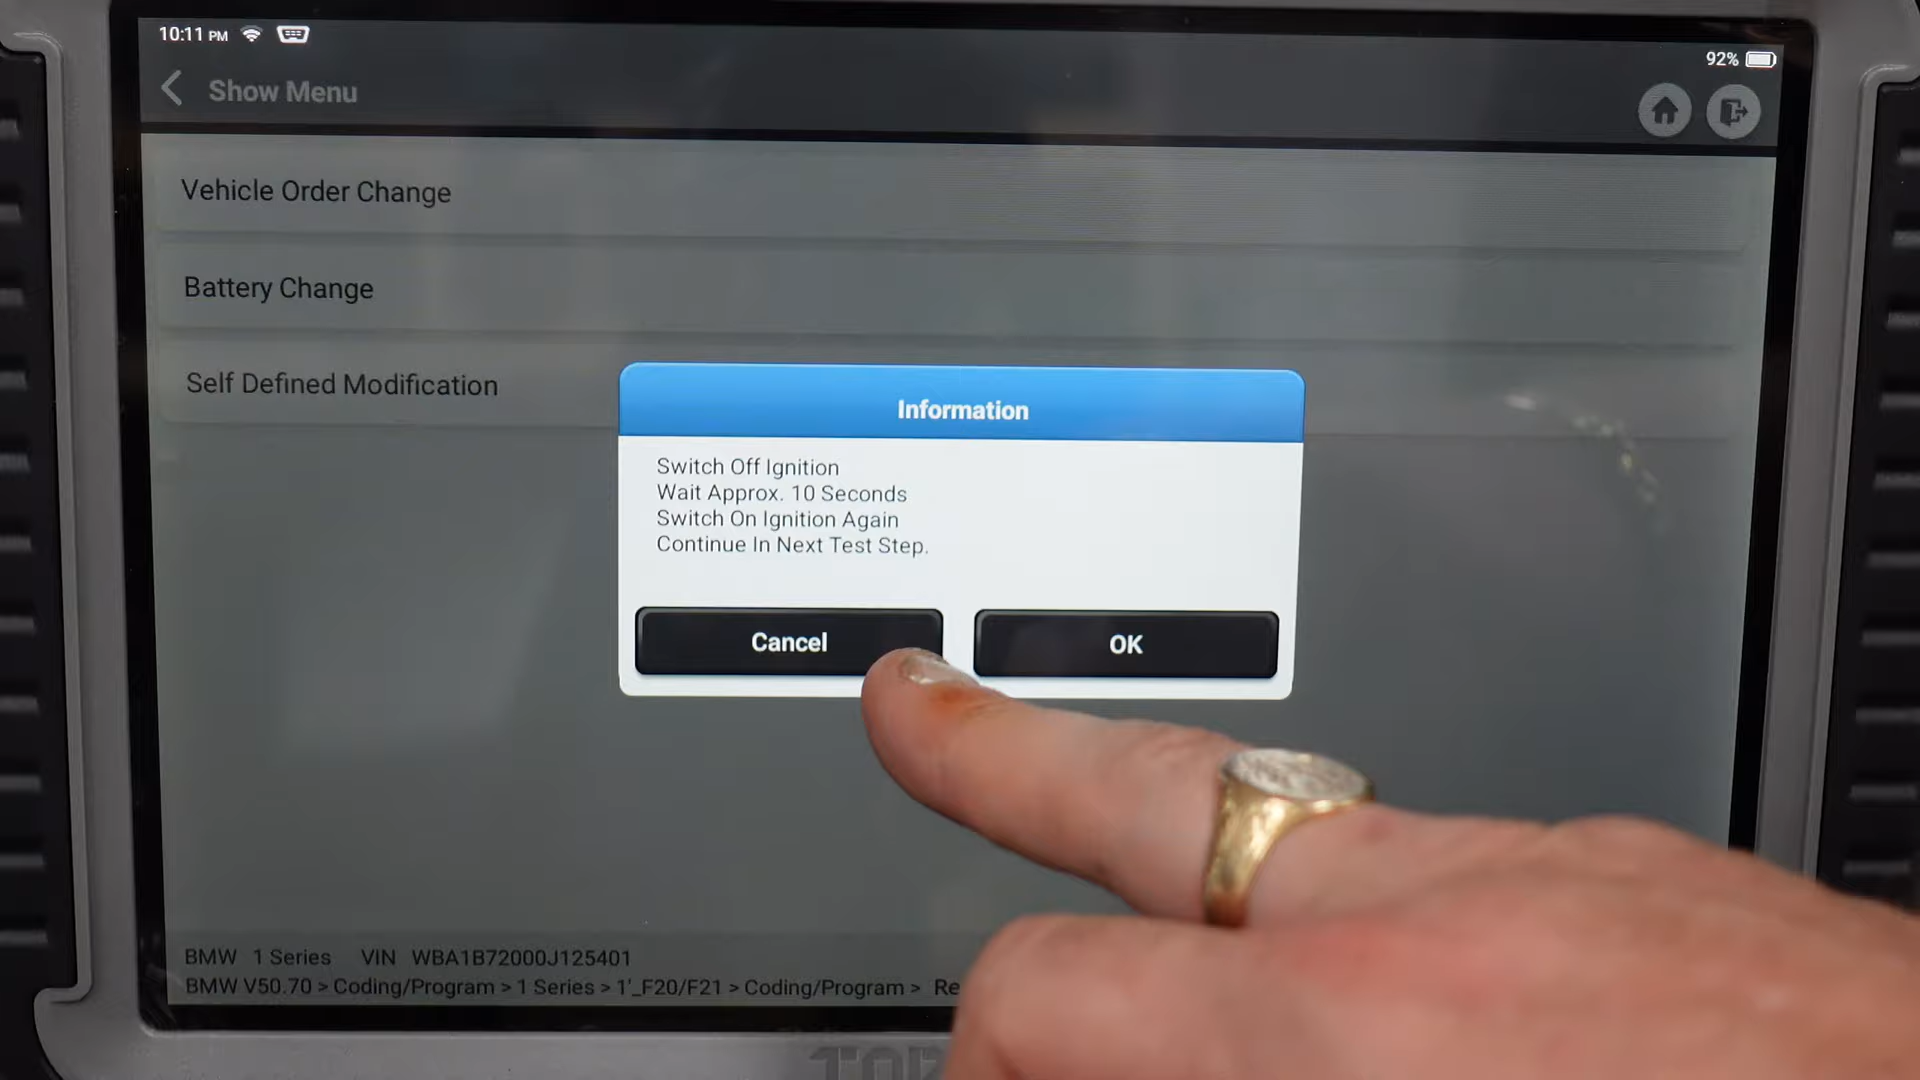 10:11 PM
92%
Show Menu
Vehicle Order Change
Battery Change
Self Defined Modification
Information
Switch Off Ignition
Wait Approx. 10 Seconds
Switch On Ignition Again
Continue In Next Test Step.
Cancel
OK
BMW 1 Series VIN WBA1B72000J125401
BMW V50.70 > Coding/Program > 1 Series > 1'_F20/F21 > Coding/Program >